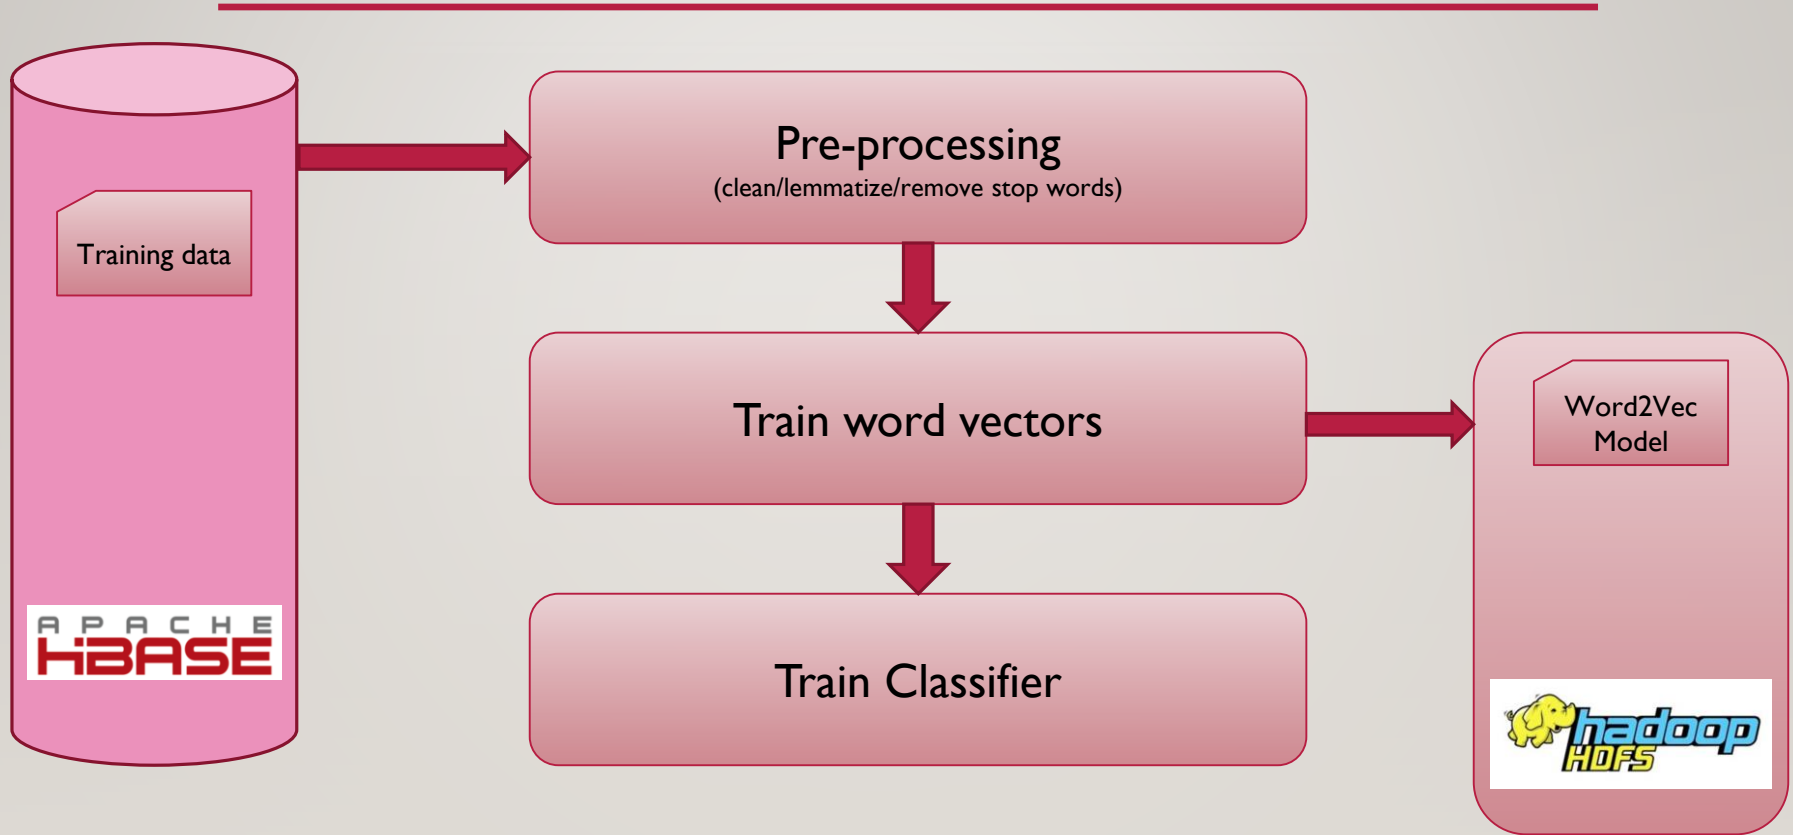 Training data
APACHE
HBASE
Pre-processing
(clean/lemmatize/remove stop words)
Train word vectors
Train Classifier
Word2Vec
Model
hadoop
HDFS